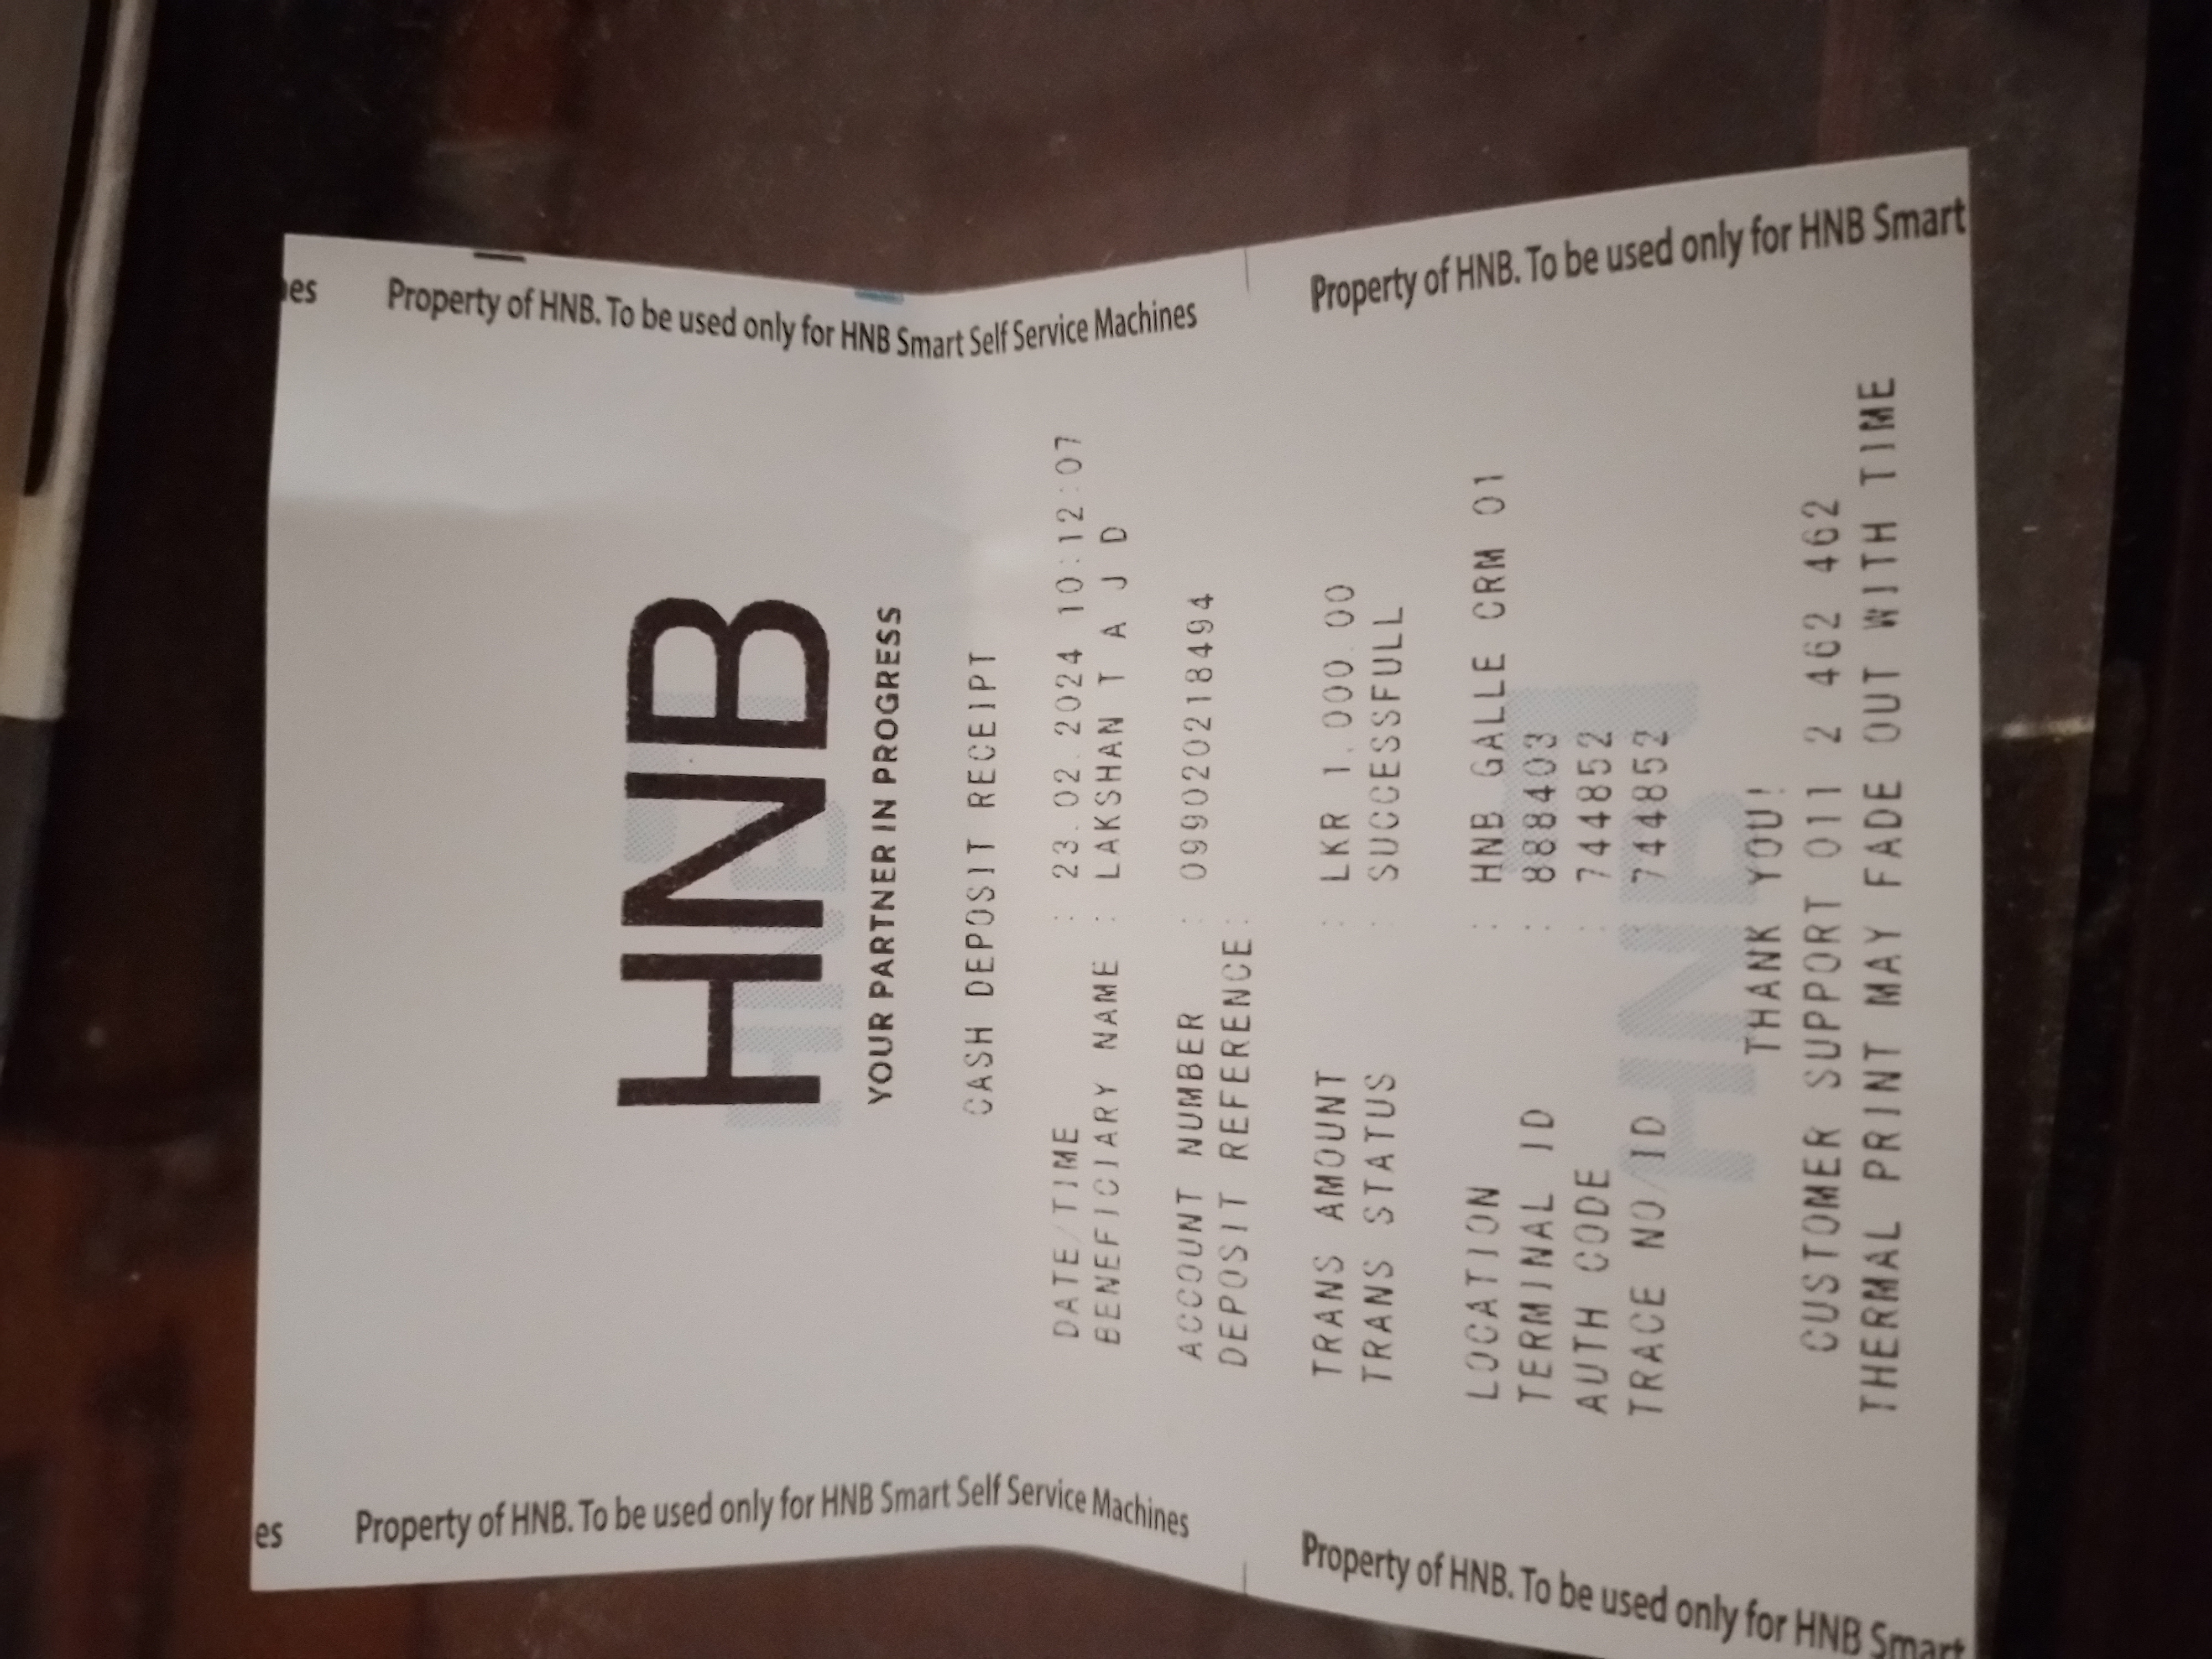 es Property of HNB. To be used only for HNB Smart Self Service Machines Property of HNB. To be used only for HNB Smart
HNB
YOUR PARTNER IN PROGRESS
CASH DEPOSIT RECEIPT
DATE/TIME : 23.02.2024 10:12:07
BENEFICIARY NAME : LAKSHAN T A J D
ACCOUNT NUMBER : 099020218494
DEPOSIT REFERENCE:
TRANS AMOUNT : LKR 1,000.00
TRANS STATUS : SUCCESSFULL
LOCATION : HNB GALLE CRM 01
TERMINAL ID : 888403
AUTH CODE : 744852
TRACE NO/ID : 744852
HNB
THANK YOU!
CUSTOMER SUPPORT 011 2 462 462
THERMAL PRINT MAY FADE OUT WITH TIME
es Property of HNB. To be used only for HNB Smart Self Service Machines Property of HNB. To be used only for HNB Smart